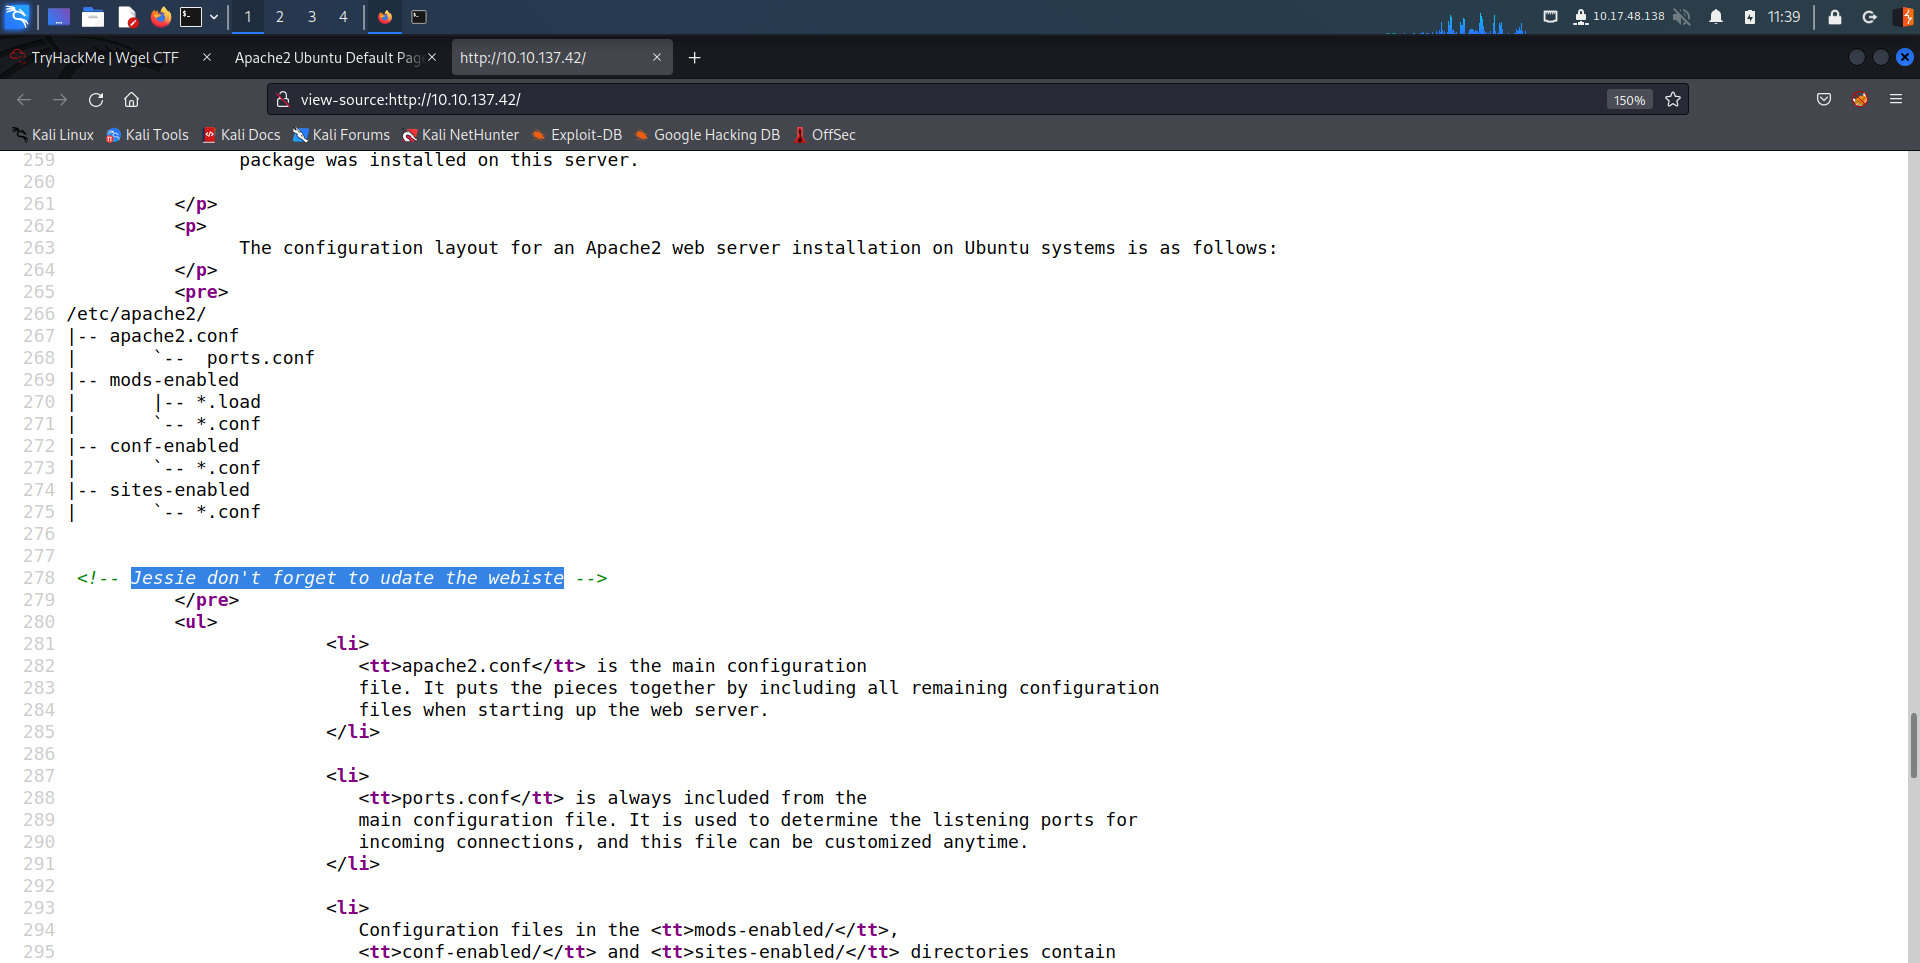 1 2 3 4 10.17.48.138 11:39
TryHackMe | Wgel CTF × Apache2 Ubuntu Default Pag × http://10.10.137.42/ × +
view-source:http://10.10.137.42/ 150%
Kali Linux Kali Tools Kali Docs Kali Forums Kali NetHunter Exploit-DB Google Hacking DB OffSec
259 package was installed on this server.
260
261 </p>
262 <p>
263 The configuration layout for an Apache2 web server installation on Ubuntu systems is as follows:
264 </p>
265 <pre>
266 /etc/apache2/
267 |-- apache2.conf
268 |       `--  ports.conf
269 |-- mods-enabled
270 |       |-- *.load
271 |       `-- *.conf
272 |-- conf-enabled
273 |       `-- *.conf
274 |-- sites-enabled
275 |       `-- *.conf
276
277
278 <!-- Jessie don't forget to udate the webiste -->
279 </pre>
280 <ul>
281 <li>
282 <tt>apache2.conf</tt> is the main configuration
283 file. It puts the pieces together by including all remaining configuration
284 files when starting up the web server.
285 </li>
286
287 <li>
288 <tt>ports.conf</tt> is always included from the
289 main configuration file. It is used to determine the listening ports for
290 incoming connections, and this file can be customized anytime.
291 </li>
292
293 <li>
294 Configuration files in the <tt>mods-enabled/</tt>,
295 <tt>conf-enabled/</tt> and <tt>sites-enabled/</tt> directories contain